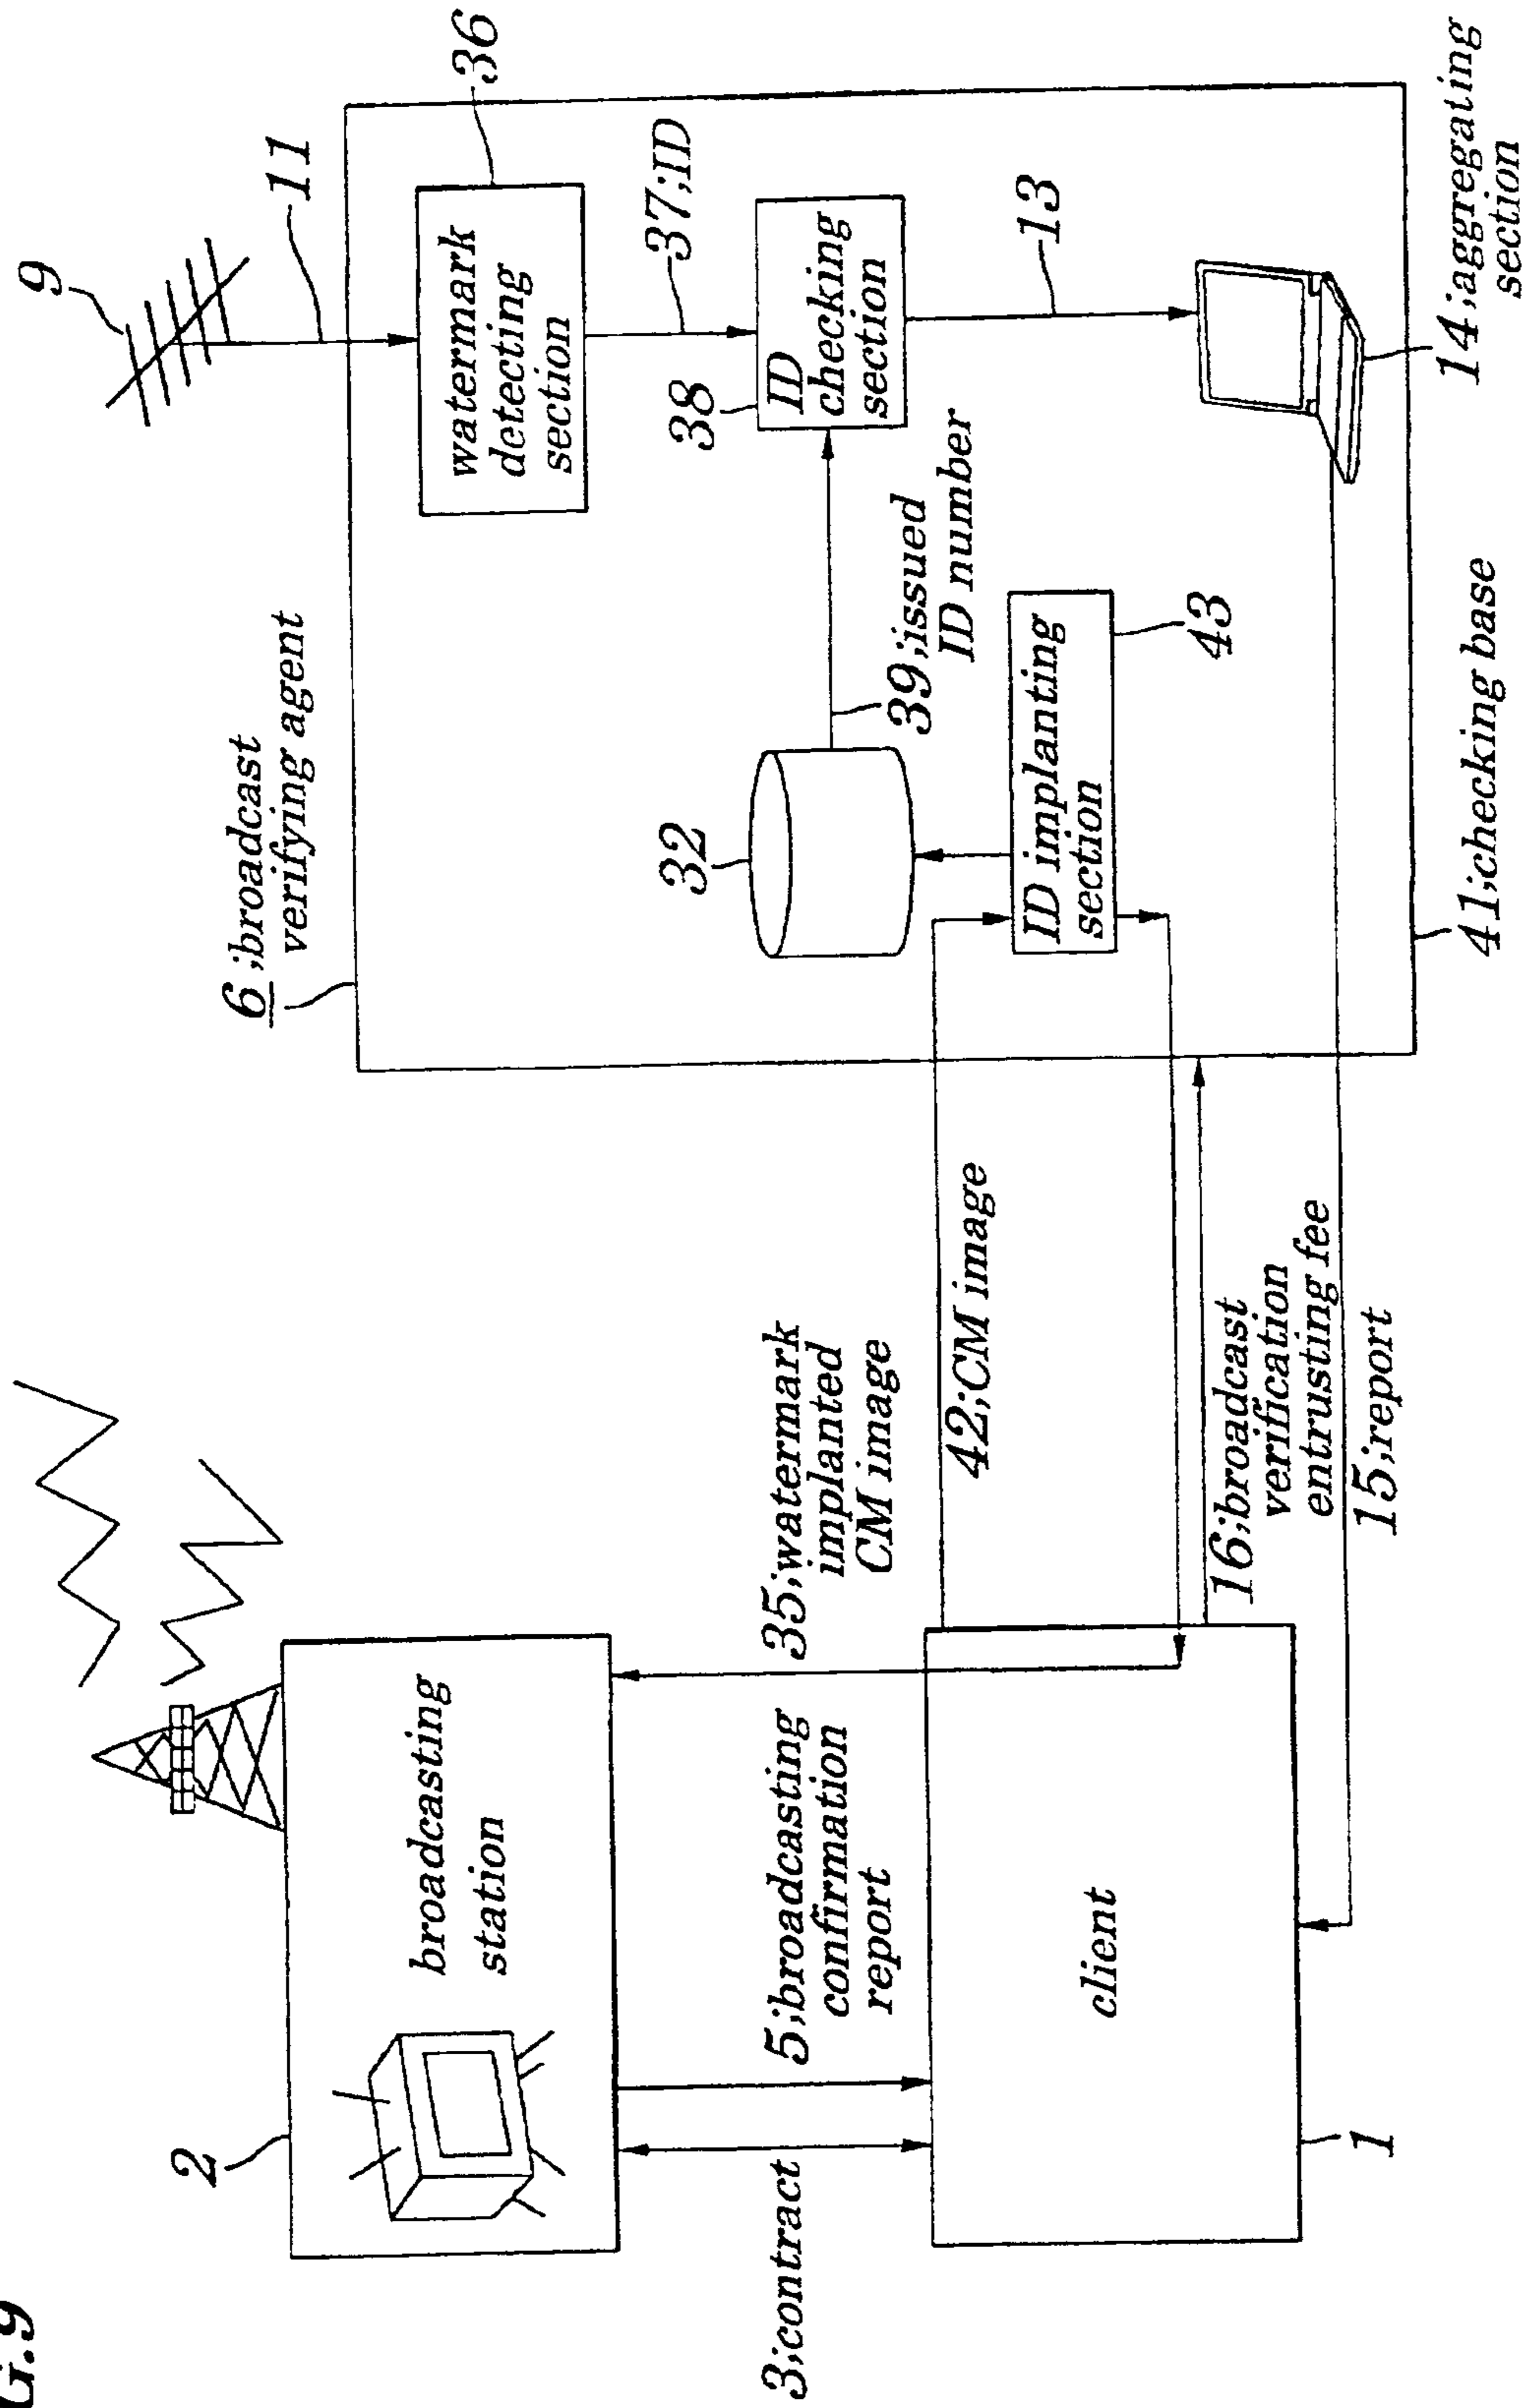 G.9
2
broadcasting
station
3;contract
5;broadcasting
confirmation
report
35;watermark
implanted
CM image
client
1
42;CM image
16;broadcast
verification
entrusting fee
15;report
6;broadcast
verifying agent
9
11
watermark
detecting
section
36
37;ID
38
ID
checking
section
32
39;issued
ID number
ID implanting
section
43
13
14;aggregating
section
41;checking base